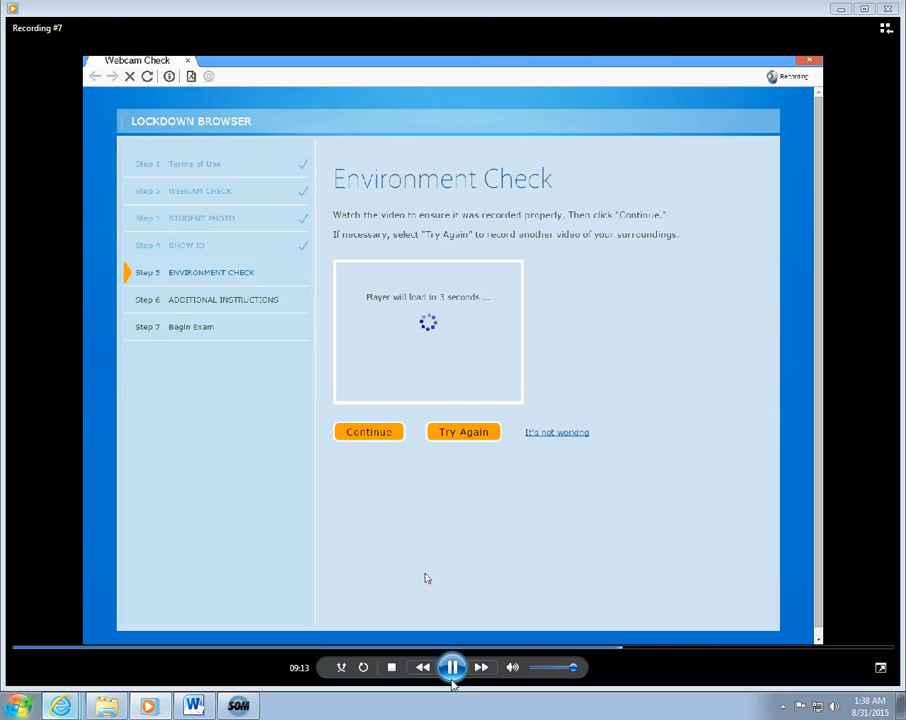 Recording #7
Webcam Check
Recording
LOCKDOWN BROWSER
Step 1 Terms of Use
Step 2 WEBCAM CHECK
Step 3 STUDENT PHOTO
Step 4 SHOW ID
Step 5 ENVIRONMENT CHECK
Step 6 ADDITIONAL INSTRUCTIONS
Step 7 Begin Exam
Environment Check
Watch the video to ensure it was recorded properly. Then click "Continue."
If necessary, select "Try Again" to record another video of your surroundings.
Player will load in 3 seconds ...
Continue
Try Again
It's not working
09:13
W
SOM
1:38 AM
8/31/2015